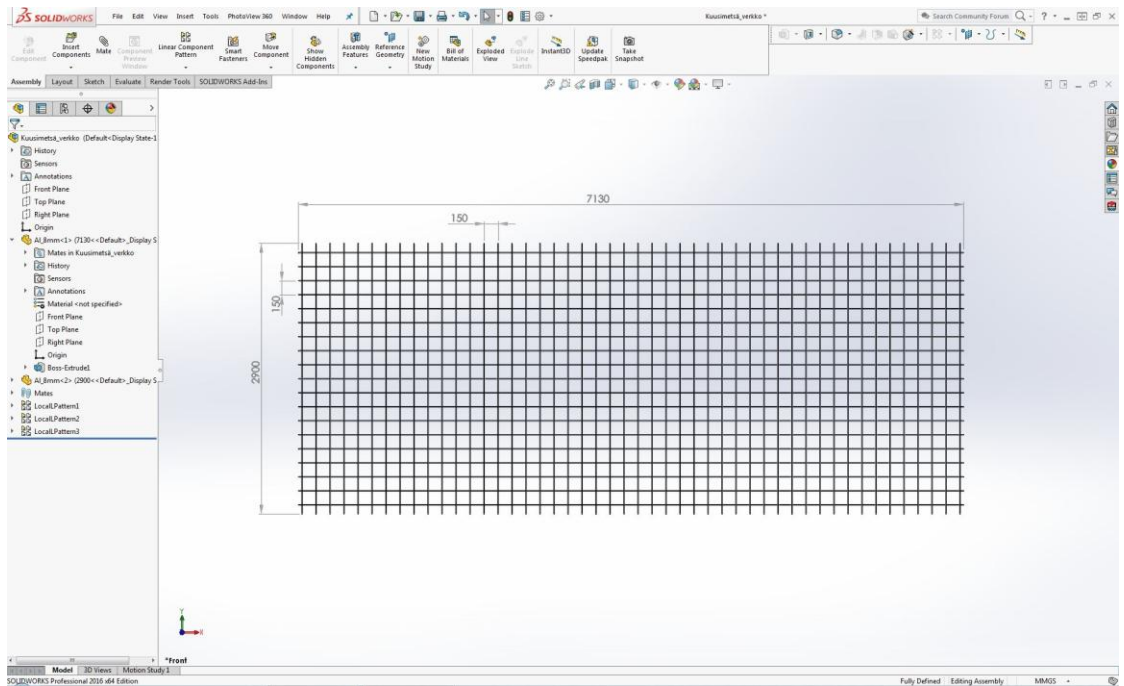 SOLIDWORKS File Edit View Insert Tools PhotoView 360 Window Help Kuusimetsä_verkko * Search Community Forum
Edit Component
Insert Components
Mate
Component Preview Window
Linear Component Pattern
Smart Fasteners
Move Component
Show Hidden Components
Assembly Features
Reference Geometry
New Motion Study
Bill of Materials
Exploded View
Explode Line Sketch
Instant3D
Update Speedpak
Take Snapshot
Assembly Layout Sketch Evaluate Render Tools SOLIDWORKS Add-Ins
Kuusimetsä_verkko (Default<Display State-1
History
Sensors
Annotations
Front Plane
Top Plane
Right Plane
Origin
Al_8mm<1> (7130<<Default>_Display S
Mates in Kuusimetsä_verkko
History
Sensors
Annotations
Material <not specified>
Front Plane
Top Plane
Right Plane
Origin
Boss-Extrude1
Al_8mm<2> (2900<<Default>_Display S
Mates
LocalLPattern1
LocalLPattern2
LocalLPattern3
7130
150
150
2900
Y
X
*Front
Model 3D Views Motion Study 1
SOLIDWORKS Professional 2016 x64 Edition Fully Defined Editing Assembly MMGS